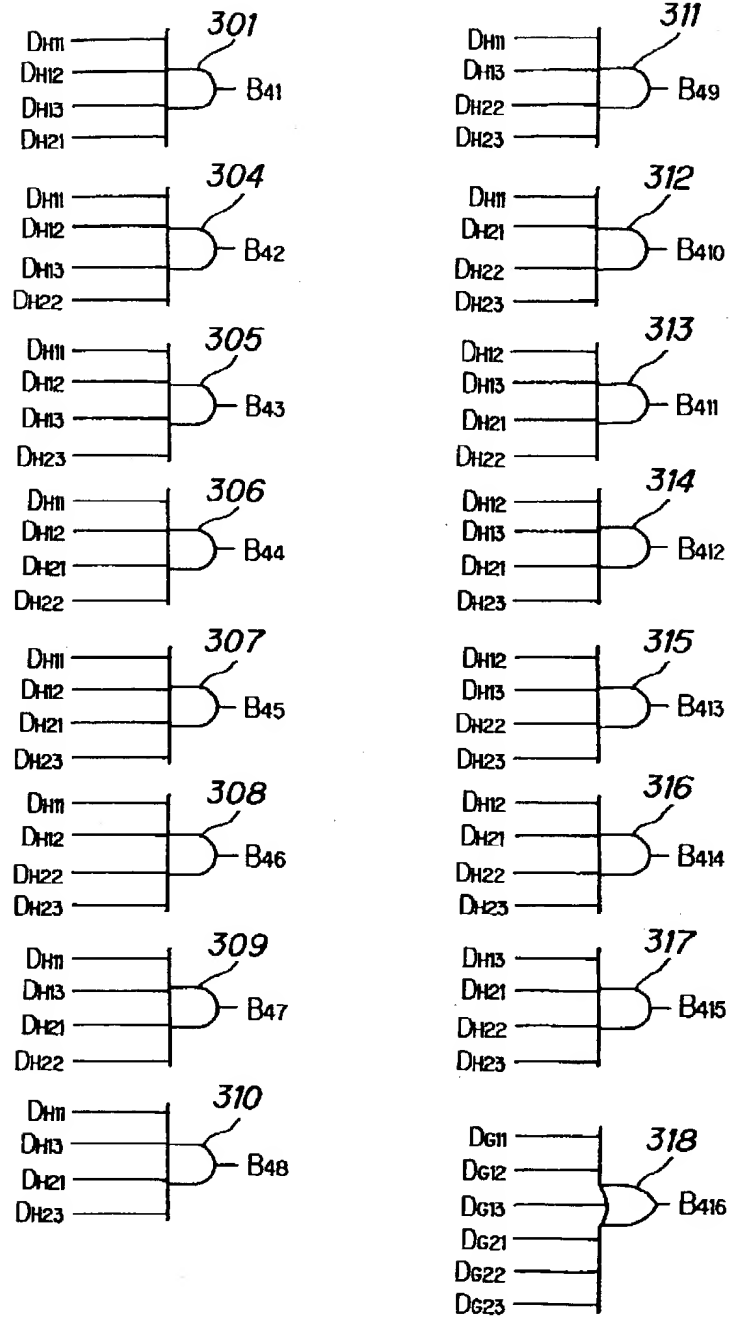 301
DH11
DH12
DH13
DH21
B41
304
DH11
DH12
DH13
DH22
B42
305
DH11
DH12
DH13
DH23
B43
306
DH11
DH12
DH21
DH22
B44
307
DH11
DH12
DH21
DH23
B45
308
DH11
DH12
DH22
DH23
B46
309
DH11
DH13
DH21
DH22
B47
310
DH11
DH13
DH21
DH23
B48
311
DH11
DH13
DH22
DH23
B49
312
DH11
DH21
DH22
DH23
B410
313
DH12
DH13
DH21
DH22
B411
314
DH12
DH13
DH21
DH23
B412
315
DH12
DH13
DH22
DH23
B413
316
DH12
DH21
DH22
DH23
B414
317
DH13
DH21
DH22
DH23
B415
318
DG11
DG12
DG13
DG21
DG22
DG23
B416